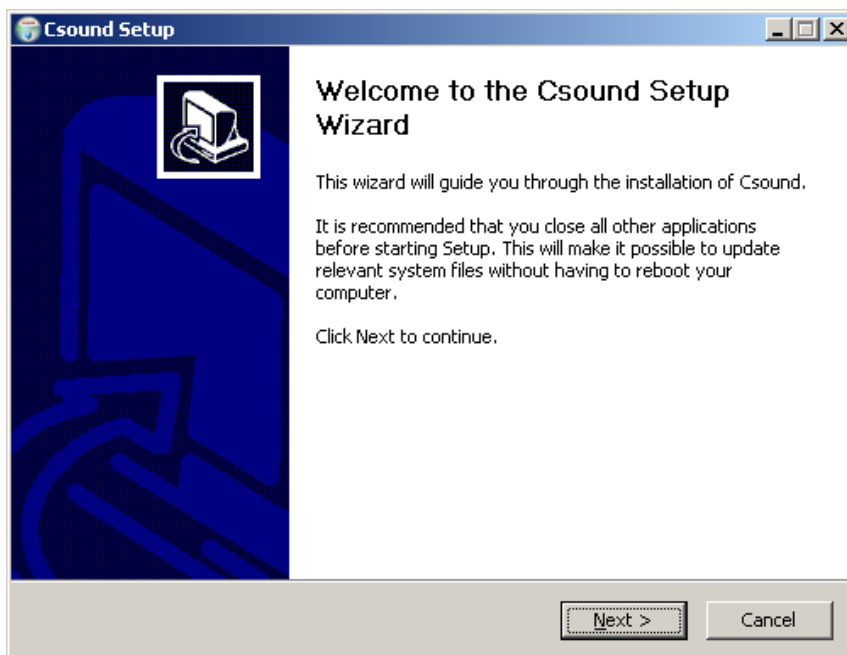 Csound Setup
Welcome to the Csound Setup
Wizard
This wizard will guide you through the installation of Csound.
It is recommended that you close all other applications
before starting Setup. This will make it possible to update
relevant system files without having to reboot your
computer.
Click Next to continue.
Next >
Cancel